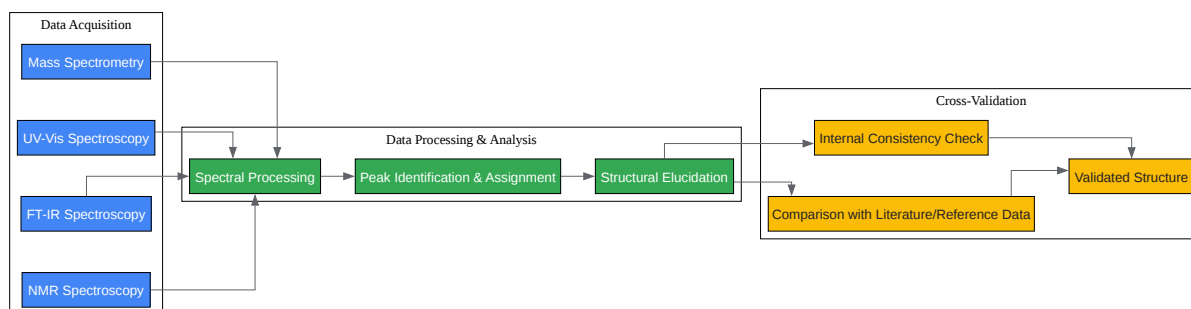 Data Acquisition
Mass Spectrometry
UV-Vis Spectroscopy
FT-IR Spectroscopy
NMR Spectroscopy
Data Processing & Analysis
Spectral Processing
Peak Identification & Assignment
Structural Elucidation
Cross-Validation
Internal Consistency Check
Comparison with Literature/Reference Data
Validated Structure